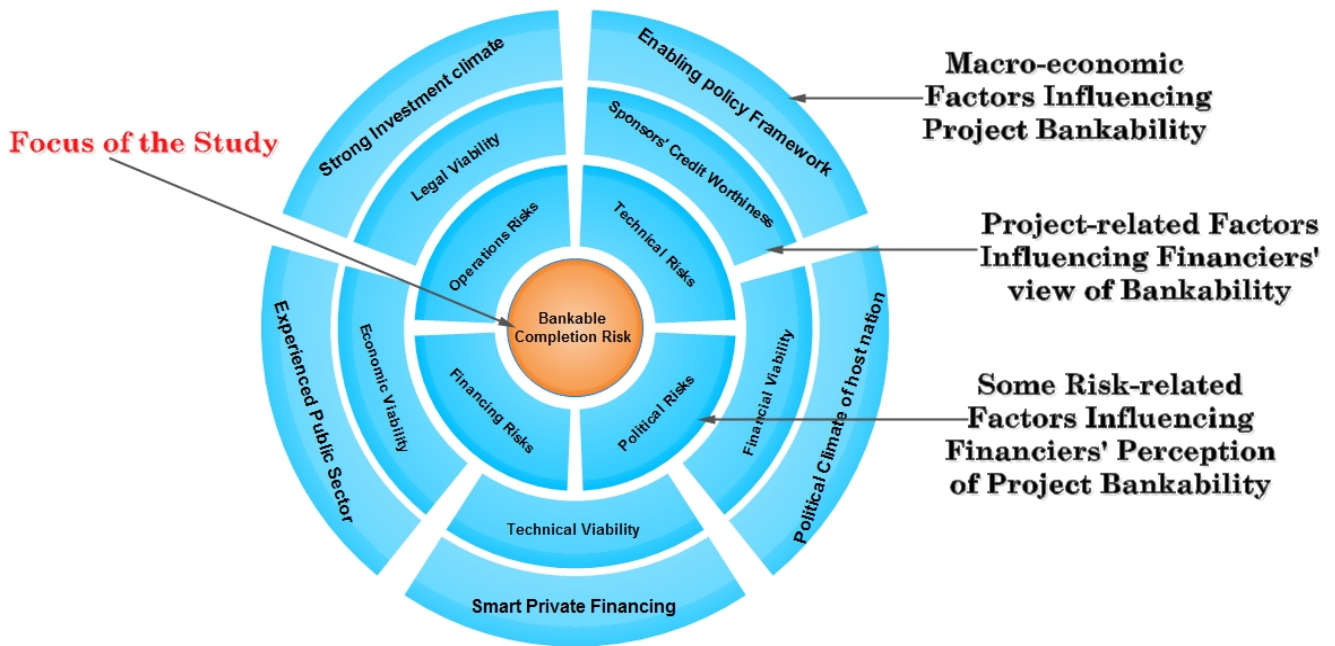 Focus of the Study
Strong Investment climate
Enabling policy Framework
Legal Viability
Sponsors' Credit Worthiness
Operations Risks
Technical Risks
Bankable
Completion Risk
Experienced Public Sector
Economic Viability
Financing Risks
Political Risks
Financial Viability
Political Climate of host nation
Technical Viability
Smart Private Financing
Macro-economic
Factors Influencing
Project Bankability
Project-related Factors
Influencing Financiers'
view of Bankability
Some Risk-related
Factors Influencing
Financiers' Perception
of Project Bankability